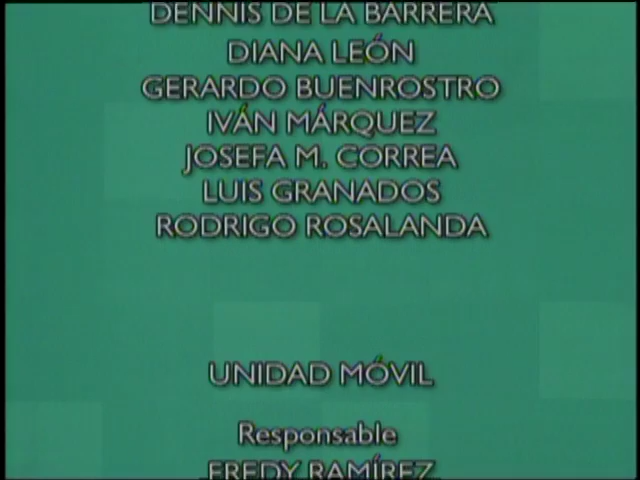 DENNIS DE LA BARRERA
DIANA LEÓN
GERARDO BUENROSTRO
IVÁN MÁRQUEZ
JOSEFA M. CORREA
LUIS GRANADOS
RODRIGO ROSALANDA
UNIDAD MÓVIL
Responsable
FREDY RAMÍREZ